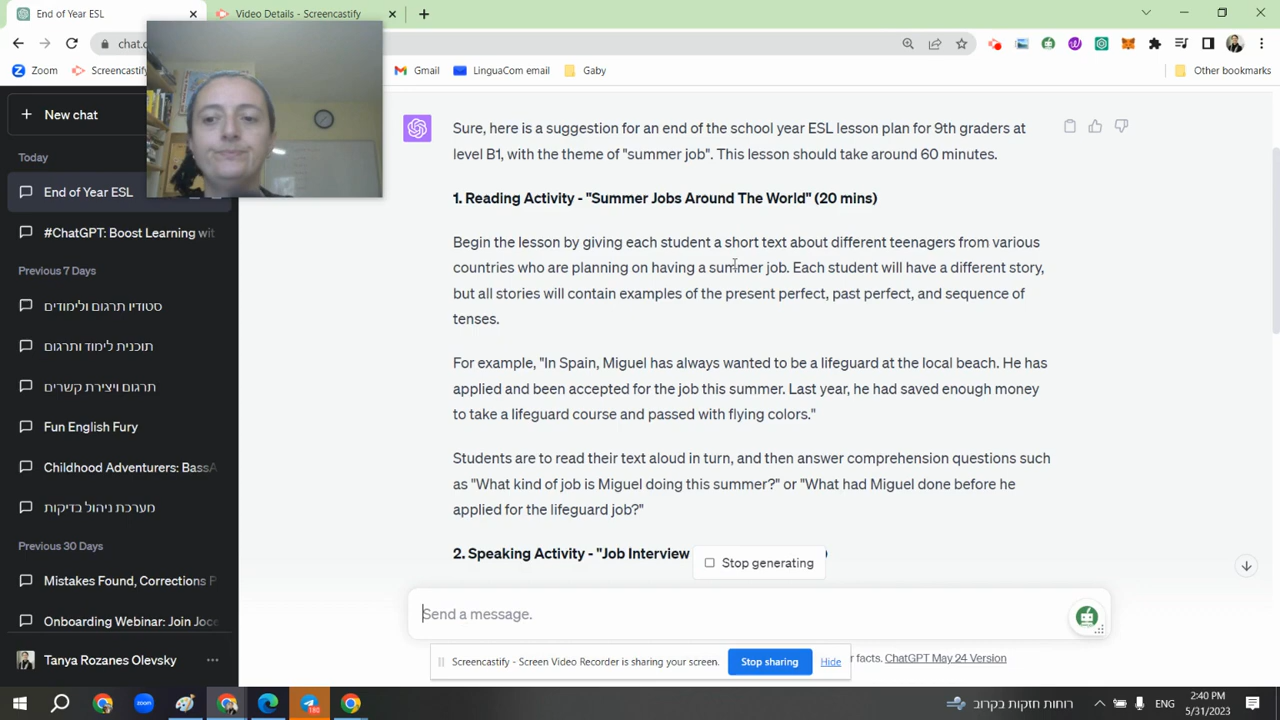 End of Year ESL
Video Details - Screencastify
chat.
Zoom
Screencastify
Gmail
LinguaCom email
Gaby
Other bookmarks
New chat
Today
End of Year ESL
#ChatGPT: Boost Learning wit
Previous 7 Days
סטודיו תרגום ולימודים
תוכנית לימוד ותרגום
תרגום ויצירת קשרים
Fun English Fury
Childhood Adventurers: BassA
מערכת ניהול בדיקות
Previous 30 Days
Mistakes Found, Corrections P
Onboarding Webinar: Join Joce
Tanya Rozanes Olevsky
Sure, here is a suggestion for an end of the school year ESL lesson plan for 9th graders at
level B1, with the theme of "summer job". This lesson should take around 60 minutes.
1. Reading Activity - "Summer Jobs Around The World" (20 mins)
Begin the lesson by giving each student a short text about different teenagers from various
countries who are planning on having a summer job. Each student will have a different story,
but all stories will contain examples of the present perfect, past perfect, and sequence of
tenses.
For example, "In Spain, Miguel has always wanted to be a lifeguard at the local beach. He has
applied and been accepted for the job this summer. Last year, he had saved enough money
to take a lifeguard course and passed with flying colors."
Students are to read their text aloud in turn, and then answer comprehension questions such
as "What kind of job is Miguel doing this summer?" or "What had Miguel done before he
applied for the lifeguard job?"
2. Speaking Activity - "Job Interview
Stop generating
Send a message.
Screencastify - Screen Video Recorder is sharing your screen.
Stop sharing
Hide
r facts. ChatGPT May 24 Version
180
רוחות חזקות בקרוב
ENG
2:40 PM
5/31/2023